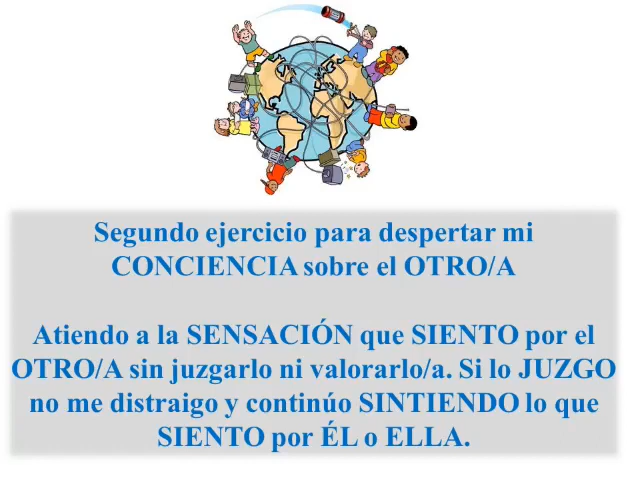 Segundo ejercicio para despertar mi
CONCIENCIA sobre el OTRO/A
Atiendo a la SENSACIÓN que SIENTO por el
OTRO/A sin juzgarlo ni valorarlo/a. Si lo JUZGO
no me distraigo y continúo SINTIENDO lo que
SIENTO por ÉL o ELLA.